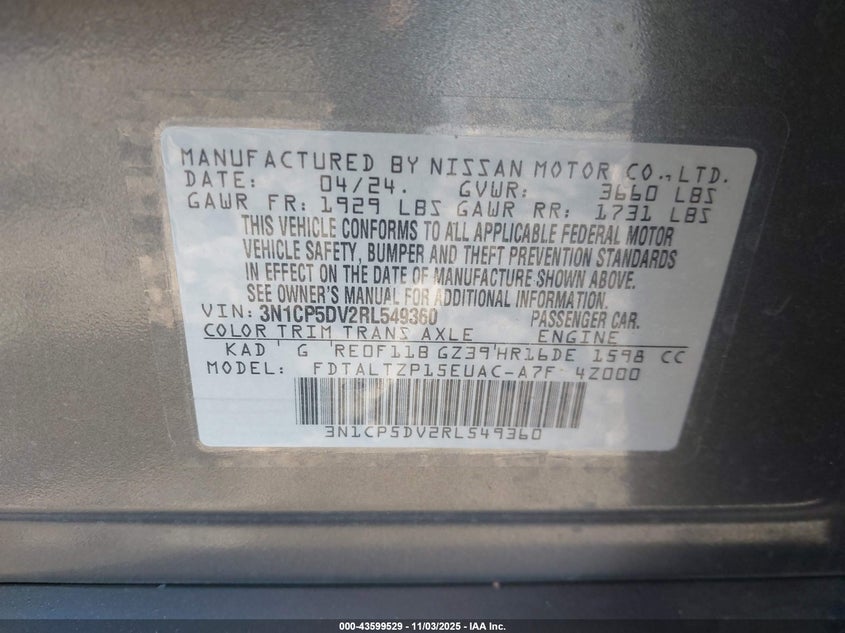 MANUFACTURED BY NISSAN MOTOR CO., LTD.
DATE: 04/24. GVWR: 3660 LBS
GAWR FR: 1929 LBS GAWR RR: 1731 LBS
THIS VEHICLE CONFORMS TO ALL APPLICABLE FEDERAL MOTOR
VEHICLE SAFETY, BUMPER AND THEFT PREVENTION STANDARDS
IN EFFECT ON THE DATE OF MANUFACTURE SHOWN ABOVE.
SEE OWNER'S MANUAL FOR ADDITIONAL INFORMATION.
VIN: 3N1CP5DV2RL549360 PASSENGER CAR.
COLOR TRIM TRANS AXLE ENGINE
KAD G RE0F11B GZ39 HR16DE 1598 CC
MODEL: FDTALTZP15EUAC-A7F 4Z000
3N1CP5DV2RL549360
000-43599529 - 11/03/2025 - IAA Inc.